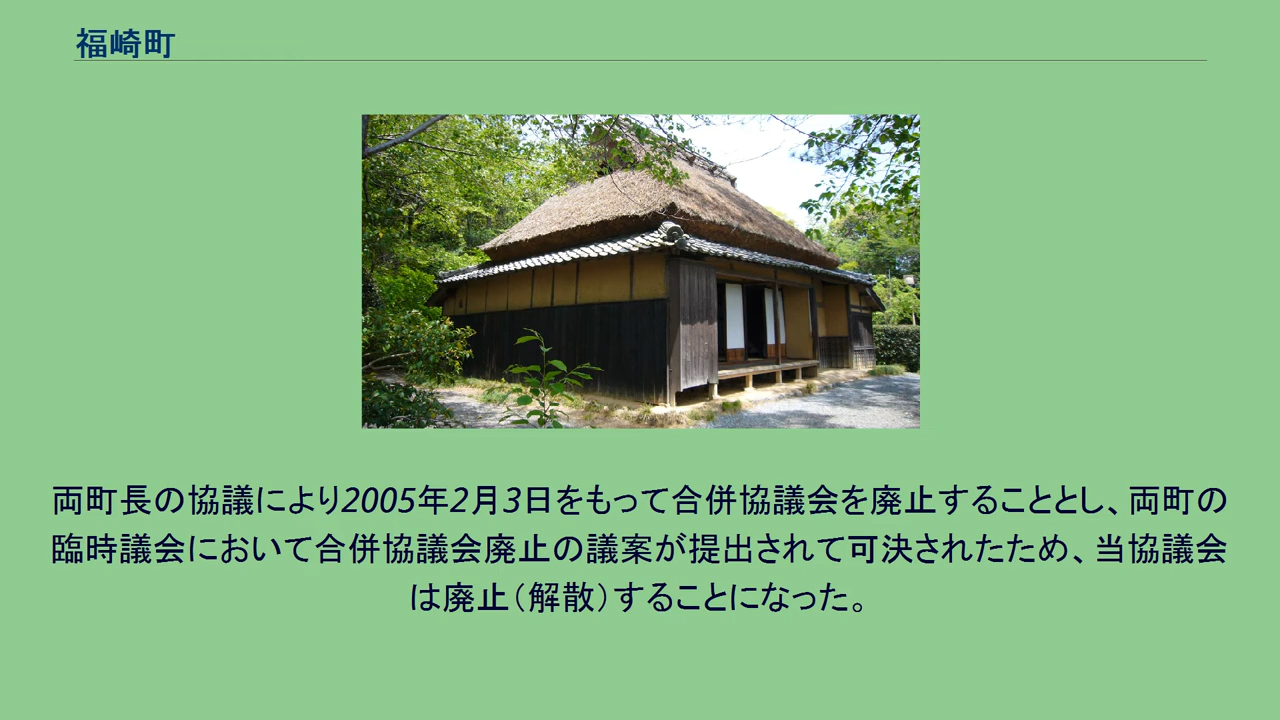 福崎町
両町長の協議により2005年2月3日をもって合併協議会を廃止することとし、両町の
臨時議会において合併協議会廃止の議案が提出されて可決されたため、当協議会
は廃止（解散）することになった。